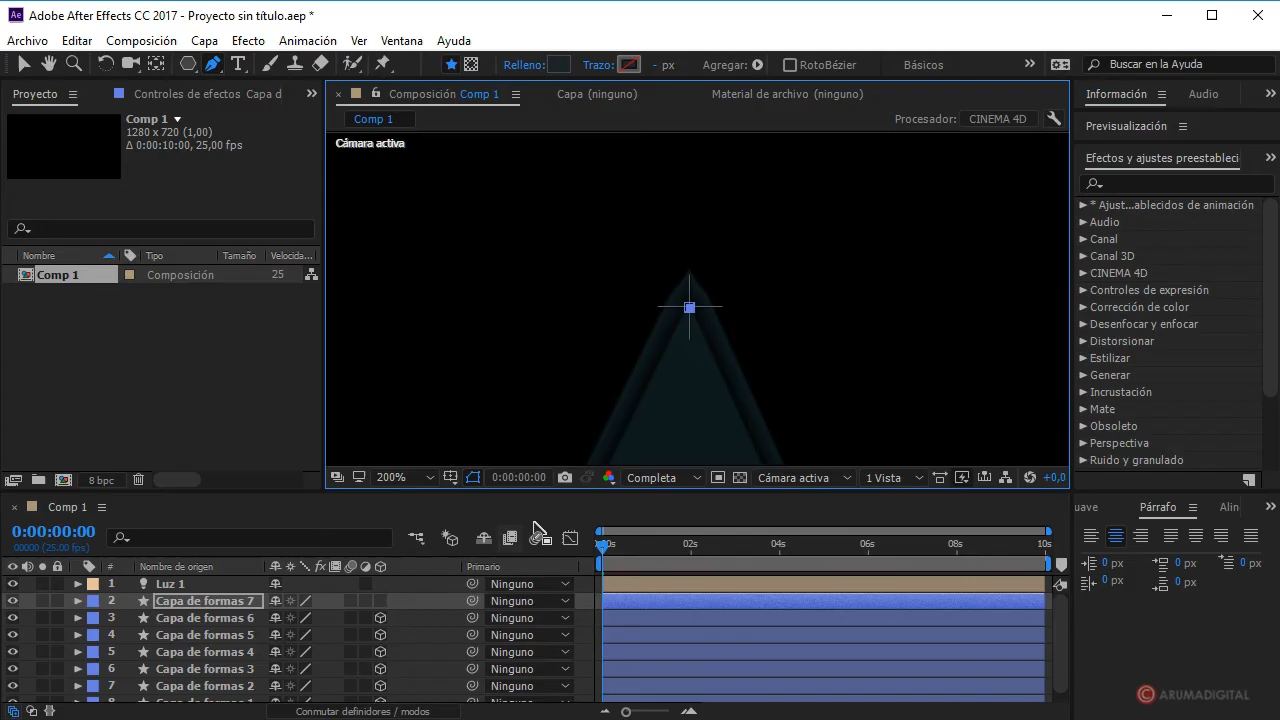 Adobe After Effects CC 2017 - Proyecto sin título.aep *
Archivo Editar Composición Capa Efecto Animación Ver Ventana Ayuda
Relleno: Trazo: - px Agregar: RotoBézier Básicos Buscar en la Ayuda
Proyecto Controles de efectos Capa d
Composición Comp 1 Capa (ninguno) Material de archivo (ninguno)
Información Audio
Comp 1
1280 x 720 (1,00)
Δ 0:00:10:00, 25,00 fps
Comp 1 Procesador: CINEMA 4D
Cámara activa
Previsualización
Efectos y ajustes preestableci
* Ajust...ablecidos de animación
Audio
Canal
Canal 3D
CINEMA 4D
Controles de expresión
Corrección de color
Desenfocar y enfocar
Distorsionar
Estilizar
Generar
Incrustación
Mate
Obsoleto
Perspectiva
Ruido y granulado
Nombre Tipo Tamaño Velocida...
Comp 1 Composición 25
8 bpc
200% 0:00:00:00 Completa Cámara activa 1 Vista +0,0
Comp 1
uave Párrafo Alin
0:00:00:00
00000 (25.00 fps)
02s 04s 06s 08s 10s
# Nombre de origen Primario
1 Luz 1 Ninguno
2 Capa de formas 7 Ninguno
3 Capa de formas 6 Ninguno
4 Capa de formas 5 Ninguno
5 Capa de formas 4 Ninguno
6 Capa de formas 3 Ninguno
7 Capa de formas 2 Ninguno
0 px 0 px 0 px
0 px 0 px
Conmutar definidores / modos
© ARUMADIGITAL